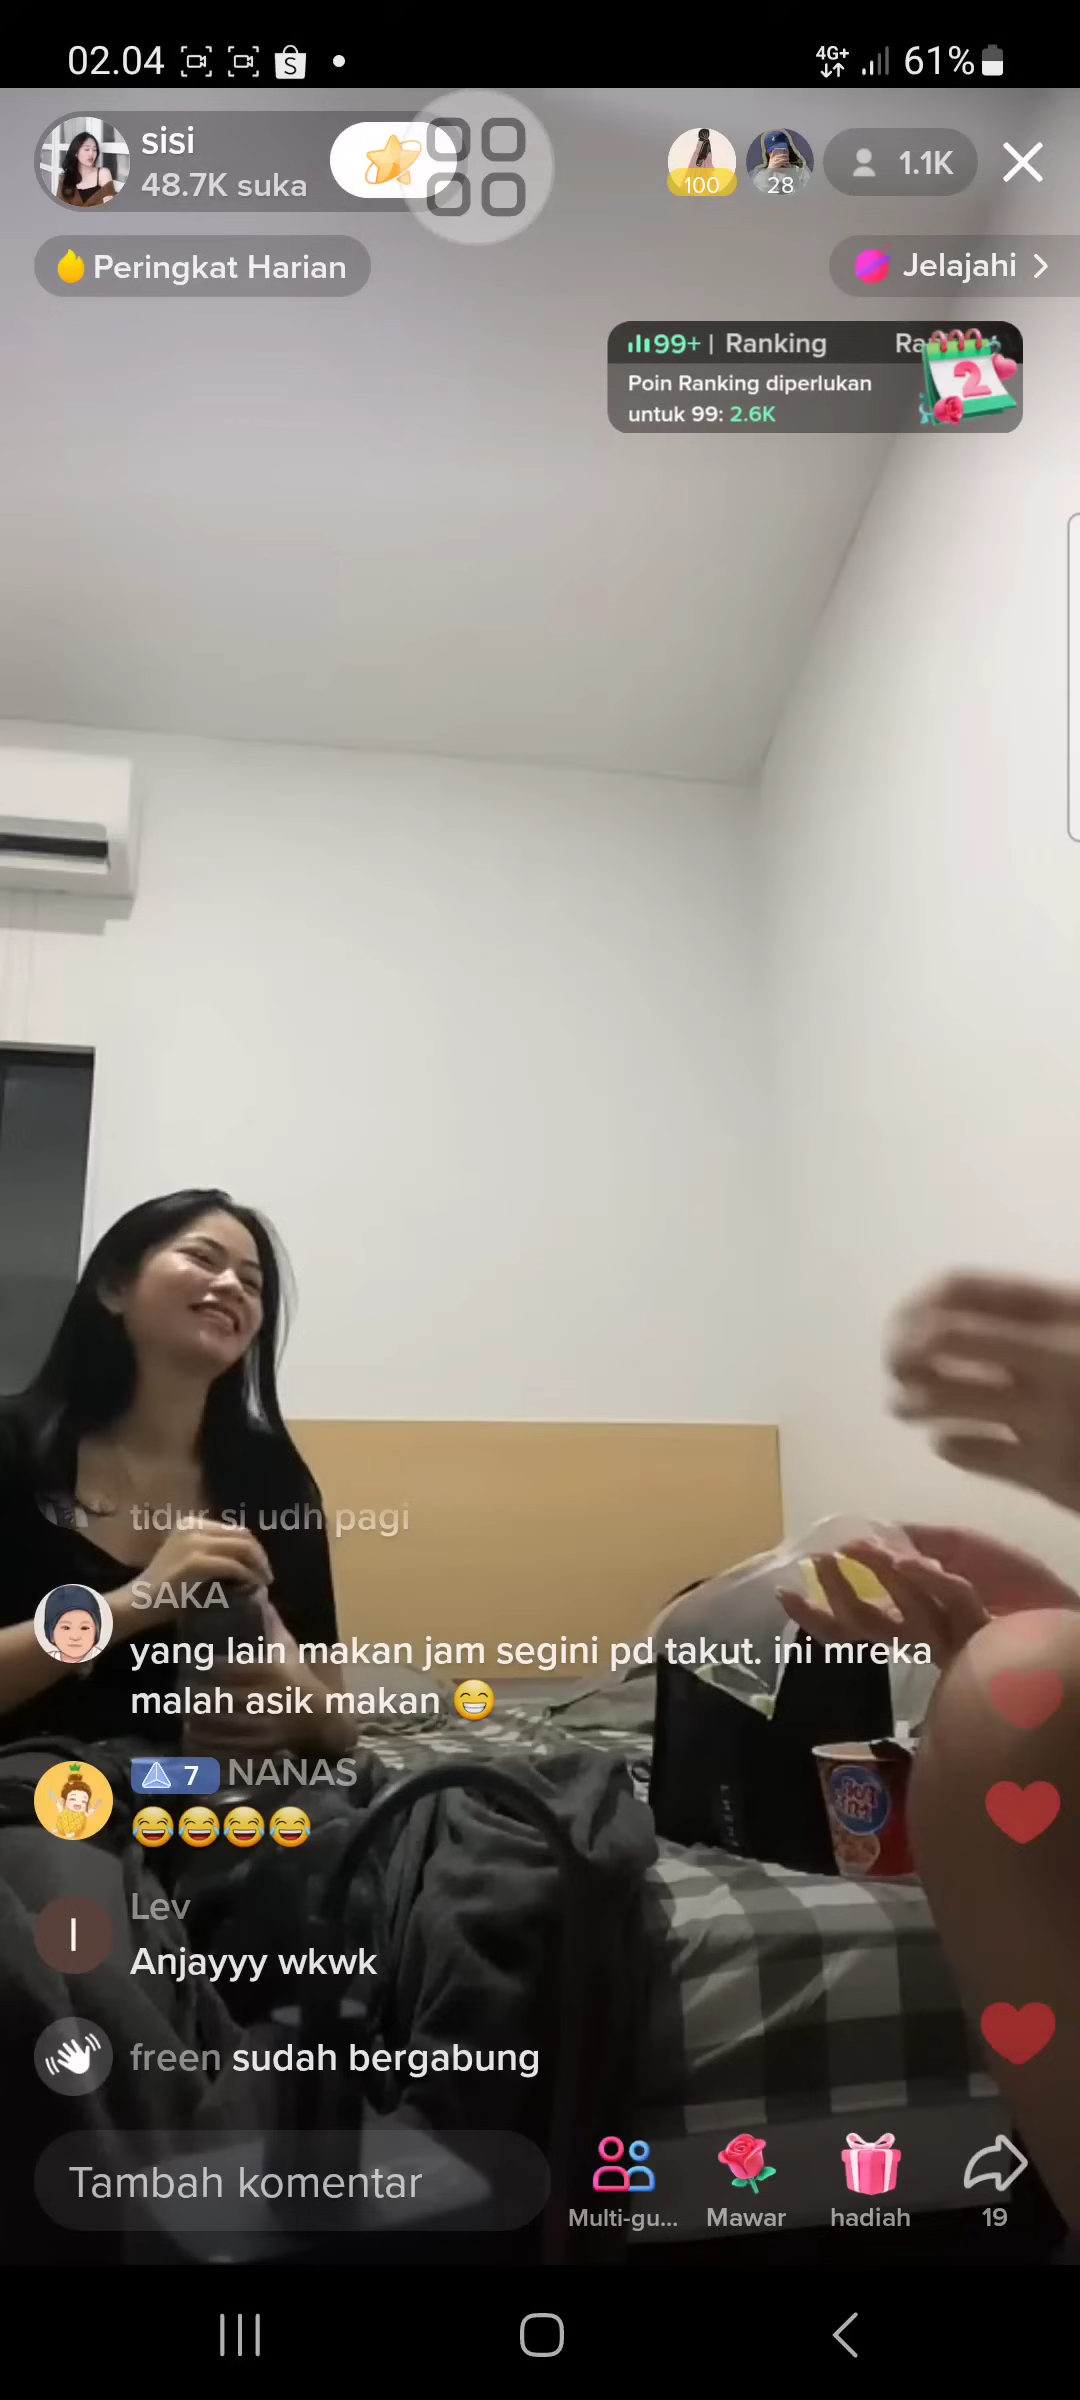 02.04
4G+
61%
sisi
48.7K suka
100
28
1.1K
Peringkat Harian
Jelajahi
99+ | Ranking
Ra
Poin Ranking diperlukan
untuk 99: 2.6K
2
tidur si udh pagi
SAKA
yang lain makan jam segini pd takut. ini mreka
malah asik makan 😁
7 NANAS
😂😂😂😂
l
Lev
Anjayyy wkwk
freen sudah bergabung
Tambah komentar
Multi-gu...
Mawar
hadiah
19